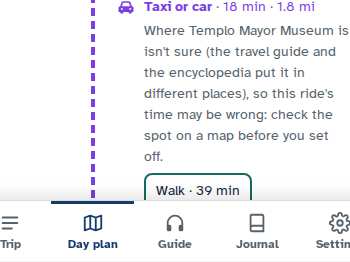 Taxi or car · 18 min · 1.8 mi
Where Templo Mayor Museum is
isn't sure (the travel guide and
the encyclopedia put it in
different places), so this ride's
time may be wrong: check the
spot on a map before you set
off.
Walk · 39 min
Trip
Day plan
Guide
Journal
Settin